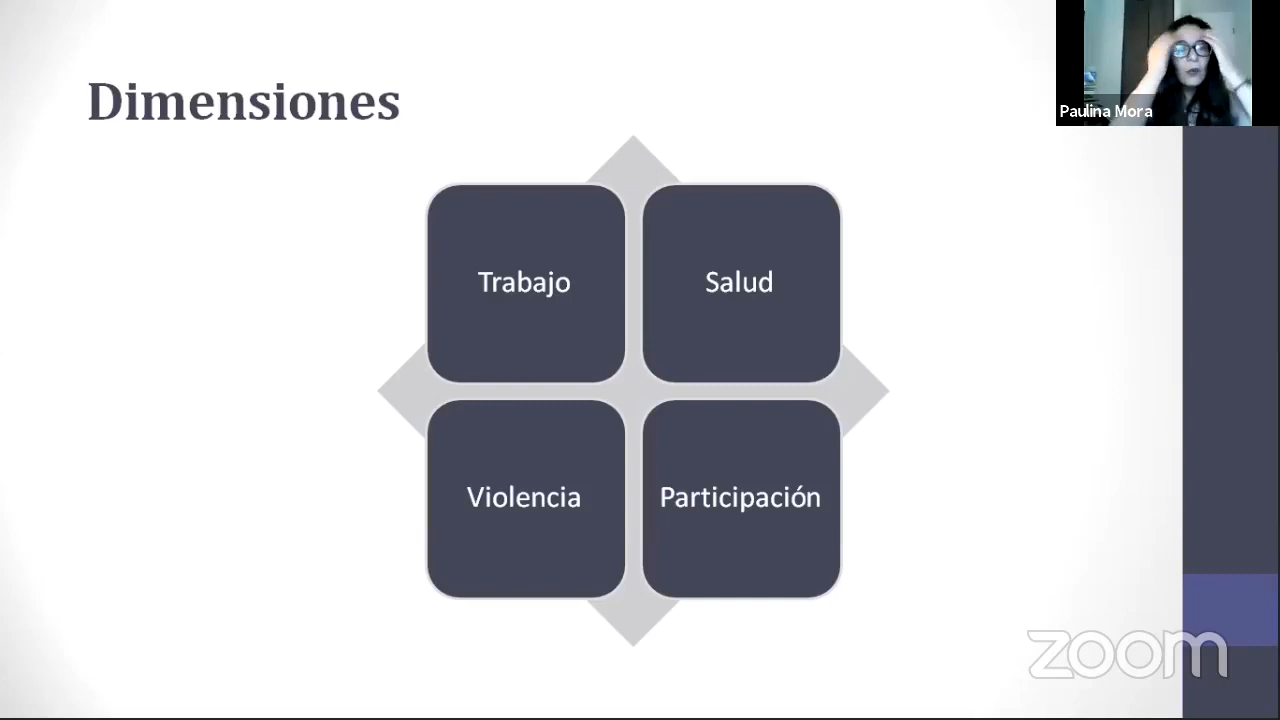 Dimensiones
Paulina Mora
Trabajo
Salud
Violencia
Participación
zoom